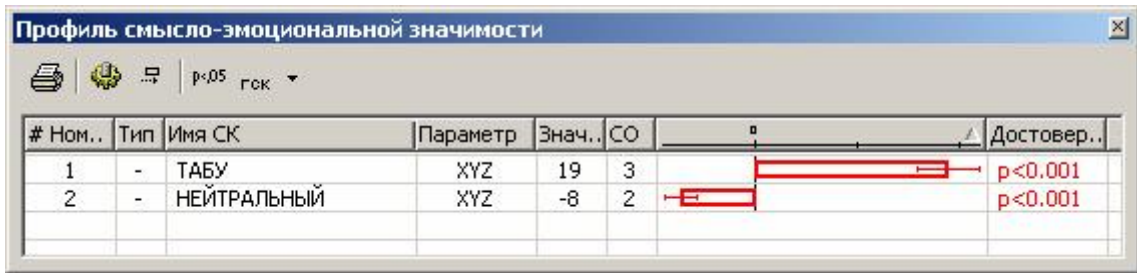 Профиль смысло-эмоциональной значимости
p<,05 ГСК
# Ном.. Тип Имя СК Параметр Знач.. СО 0 Достовер..
1 - ТАБУ XYZ 19 3 p<0.001
2 - НЕЙТРАЛЬНЫЙ XYZ -8 2 p<0.001